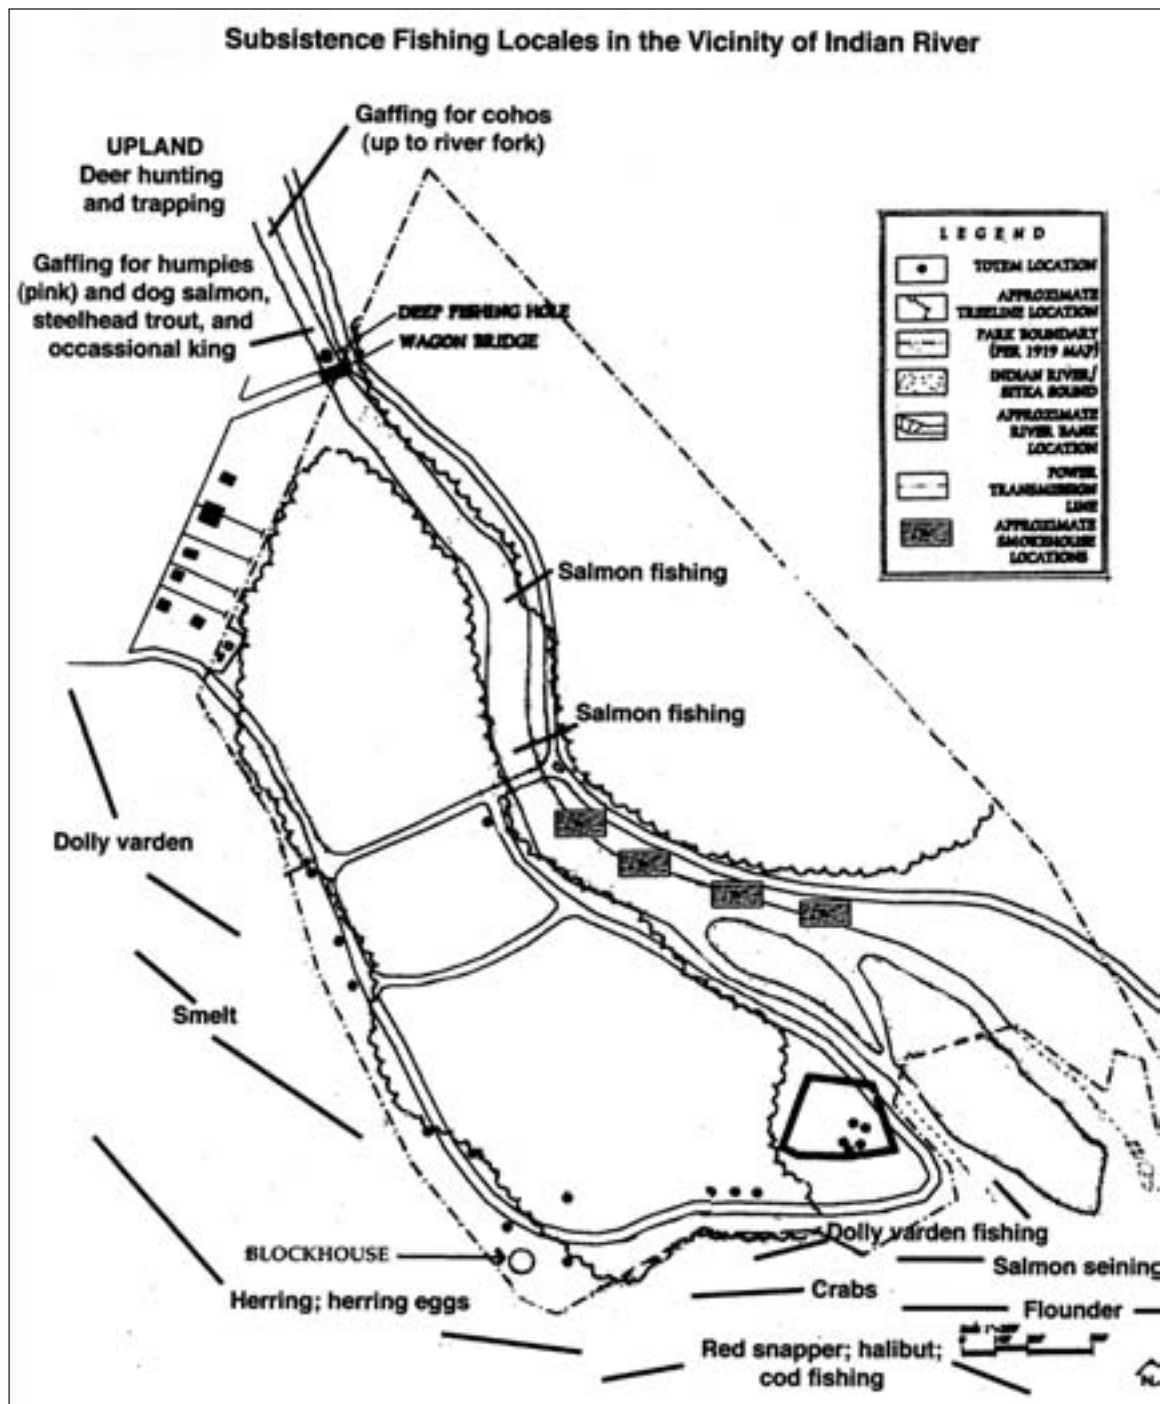 Subsistence Fishing Locales in the Vicinity of Indian River
Gaffing for cohos
(up to river fork)
UPLAND
Deer hunting
and trapping
Gaffing for humpies
(pink) and dog salmon,
steelhead trout, and
occassional king
DEEP FISHING HOLE
WAGON BRIDGE
LEGEND
TOTEM LOCATION
APPROXIMATE
TREELINE LOCATION
PARK BOUNDARY
(PER 1919 MAP)
INDIAN RIVER/
SITKA SOUND
APPROXIMATE
RIVER BANK
LOCATION
POWER
TRANSMISSION
LINE
APPROXIMATE
SMOKEHOUSE
LOCATIONS
Salmon fishing
Salmon fishing
Dolly varden
Smelt
BLOCKHOUSE
Herring; herring eggs
Dolly varden fishing
Salmon seining
Crabs
Flounder
Red snapper; halibut;
cod fishing
N